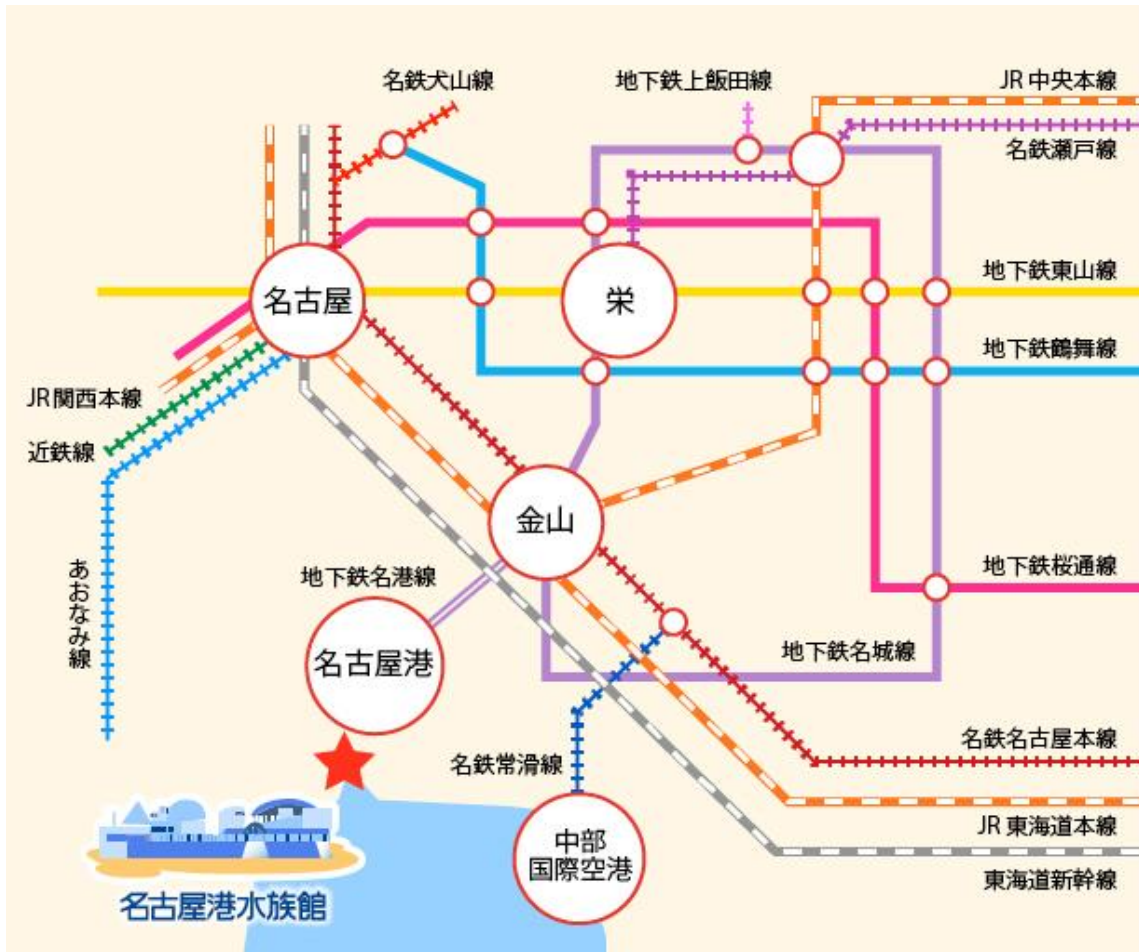 名鉄犬山線
地下鉄上飯田線
JR中央本線
名鉄瀬戸線
地下鉄東山線
名古屋
栄
地下鉄鶴舞線
JR関西本線
近鉄線
金山
あおなみ線
地下鉄名港線
地下鉄桜通線
名古屋港
地下鉄名城線
名鉄名古屋本線
名鉄常滑線
JR東海道本線
中部
国際空港
東海道新幹線
名古屋港水族館